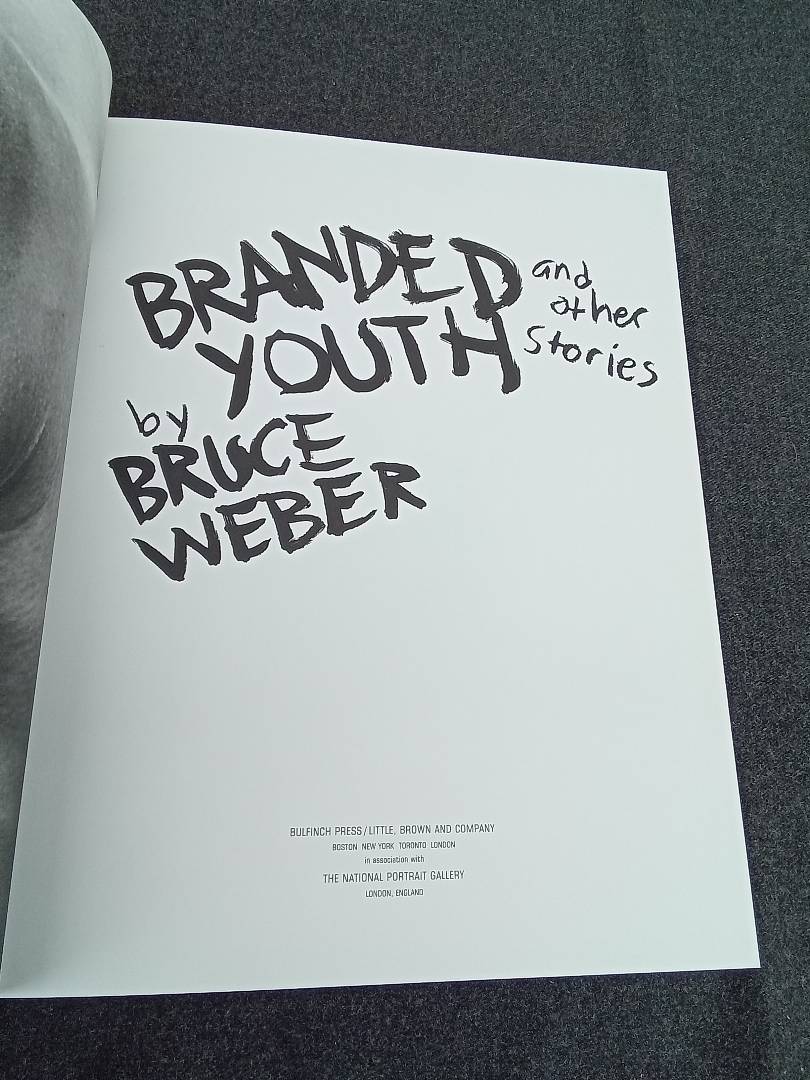 BRANDED and
other
YOUTH stories
by
BRUCE
WEBER
BULFINCH PRESS/LITTLE, BROWN AND COMPANY
BOSTON NEW YORK TORONTO LONDON
in association with
THE NATIONAL PORTRAIT GALLERY
LONDON, ENGLAND